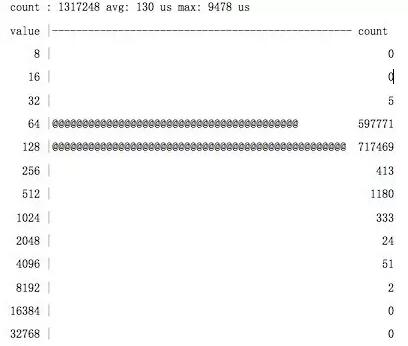 count : 1317248 avg: 130 us max: 9478 us
value |-------------------------------------------------- count
8 | 0
16 | 0
32 | 5
64 |@@@@@@@@@@@@@@@@@@@@@@@@@@@@@@@@@@@@@@@@@ 597771
128 |@@@@@@@@@@@@@@@@@@@@@@@@@@@@@@@@@@@@@@@@@@@@@@@@@ 717469
256 | 413
512 | 1180
1024 | 333
2048 | 24
4096 | 51
8192 | 2
16384 | 0
32768 | 0